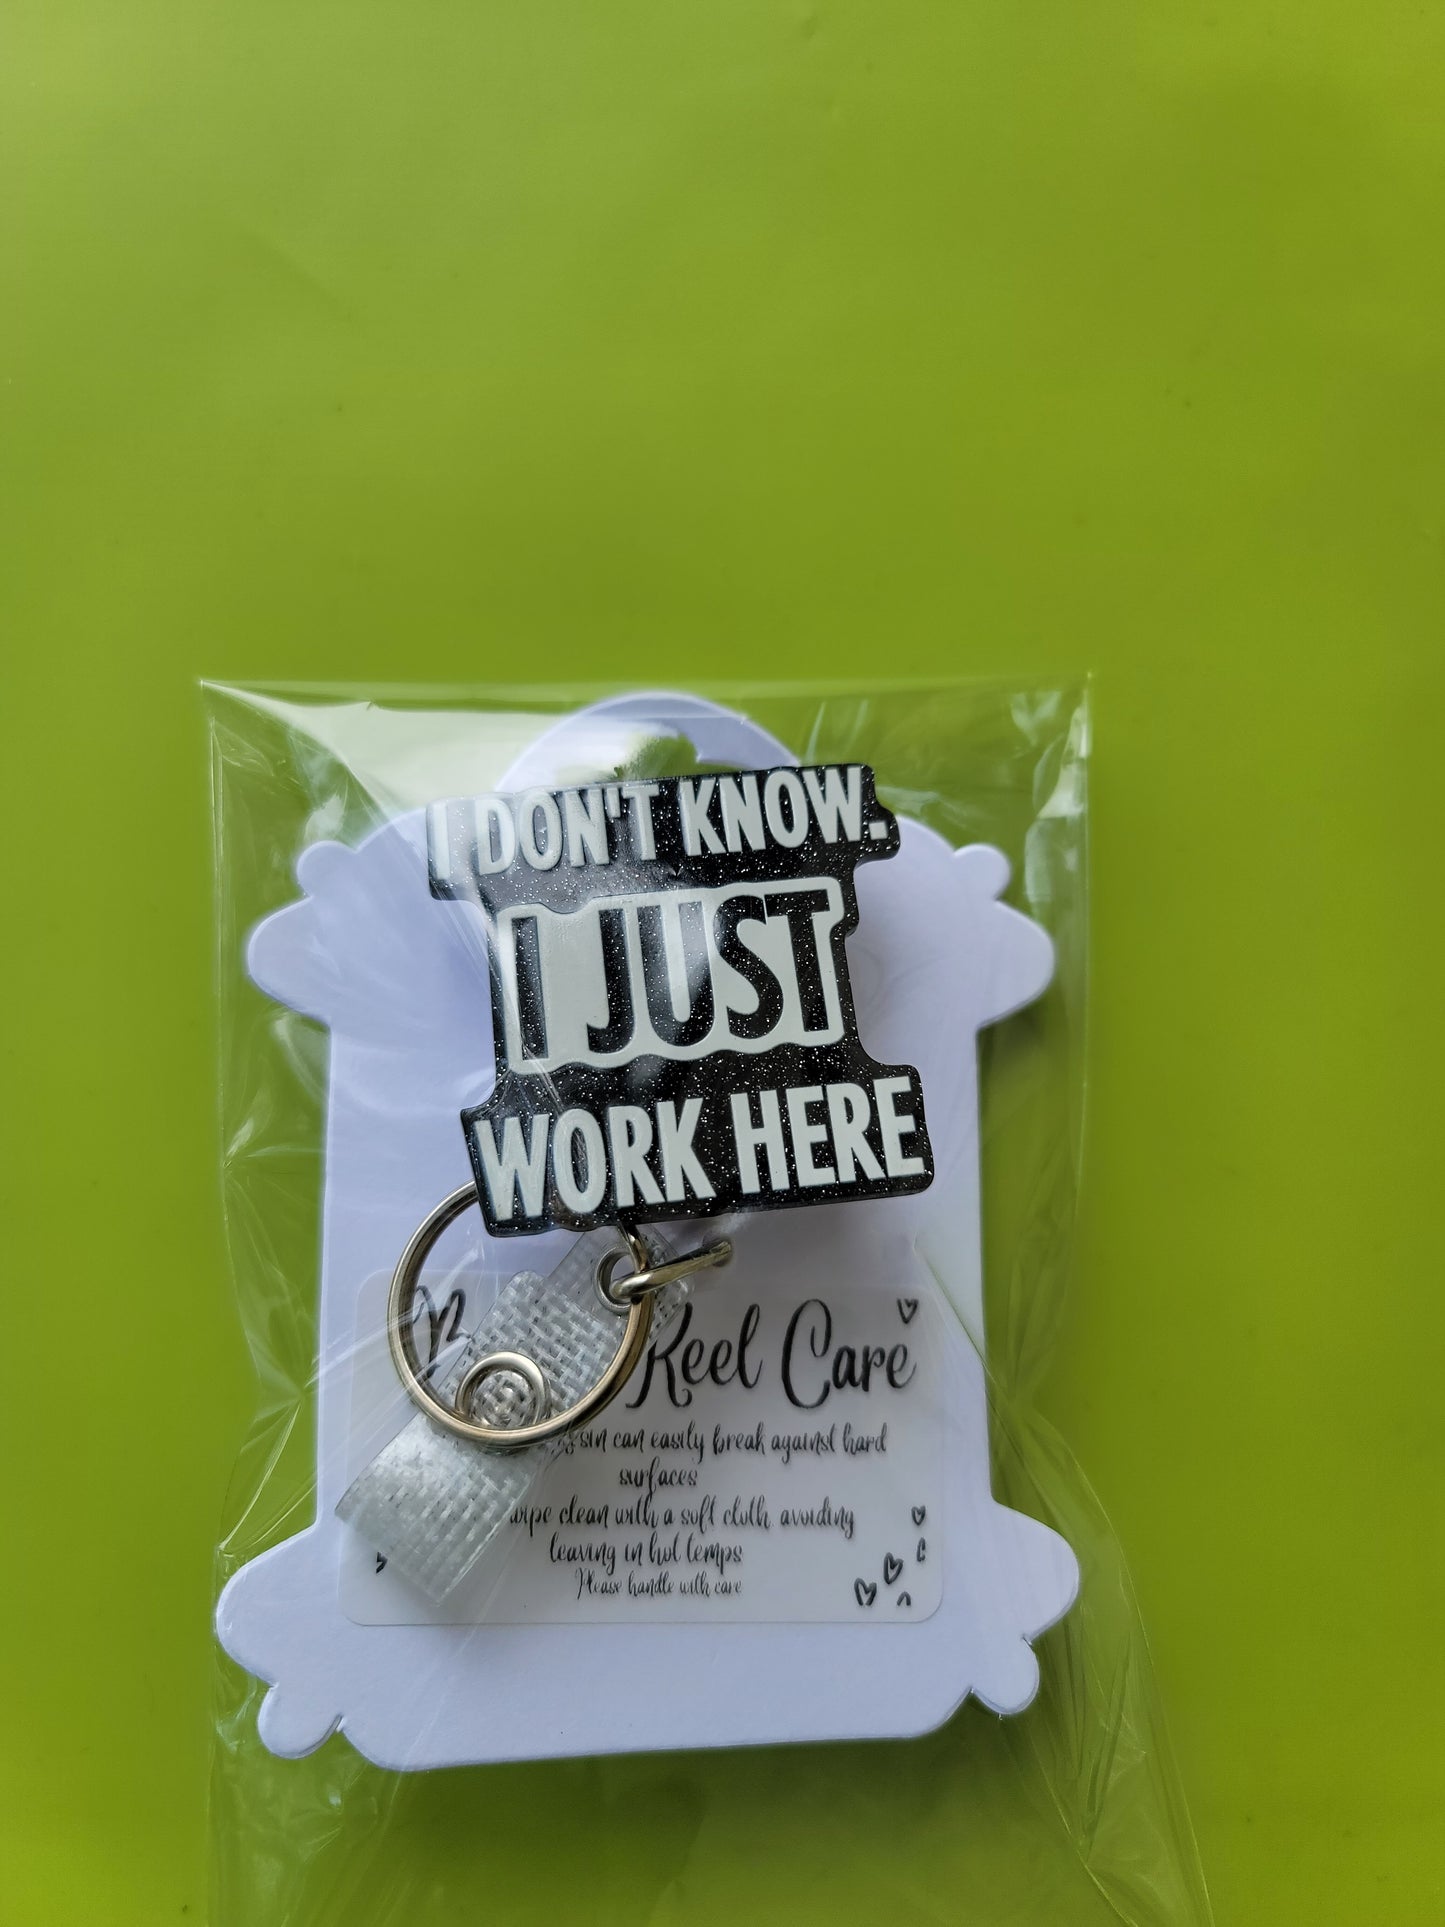 I DON'T KNOW.
I JUST
WORK HERE
Reel Care
can easily break against hard
surfaces
wipe clean with a soft cloth, avoiding
leaving in hot temps
Please handle with care